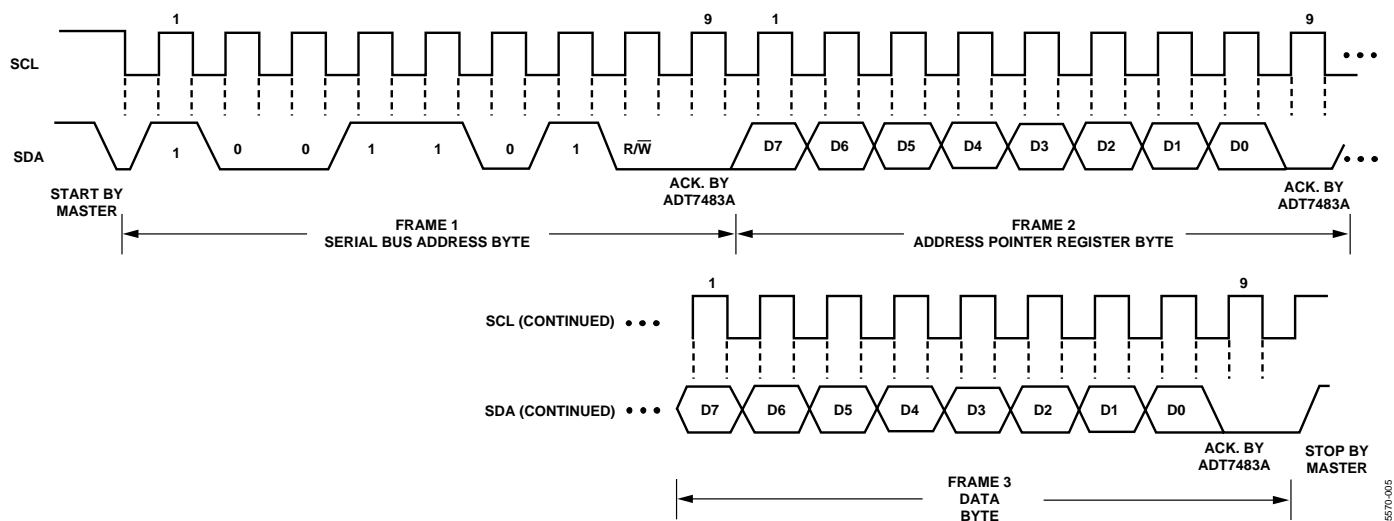 1 9 1 9
SCL
SDA
1 0 0 1 1 0 1 R/W̅ D7 D6 D5 D4 D3 D2 D1 D0
START BY
MASTER
ACK. BY
ADT7483A
ACK. BY
ADT7483A
FRAME 1
SERIAL BUS ADDRESS BYTE
FRAME 2
ADDRESS POINTER REGISTER BYTE
1 9
SCL (CONTINUED)
SDA (CONTINUED)
D7 D6 D5 D4 D3 D2 D1 D0
ACK. BY
ADT7483A
STOP BY
MASTER
FRAME 3
DATA
BYTE
5570-005